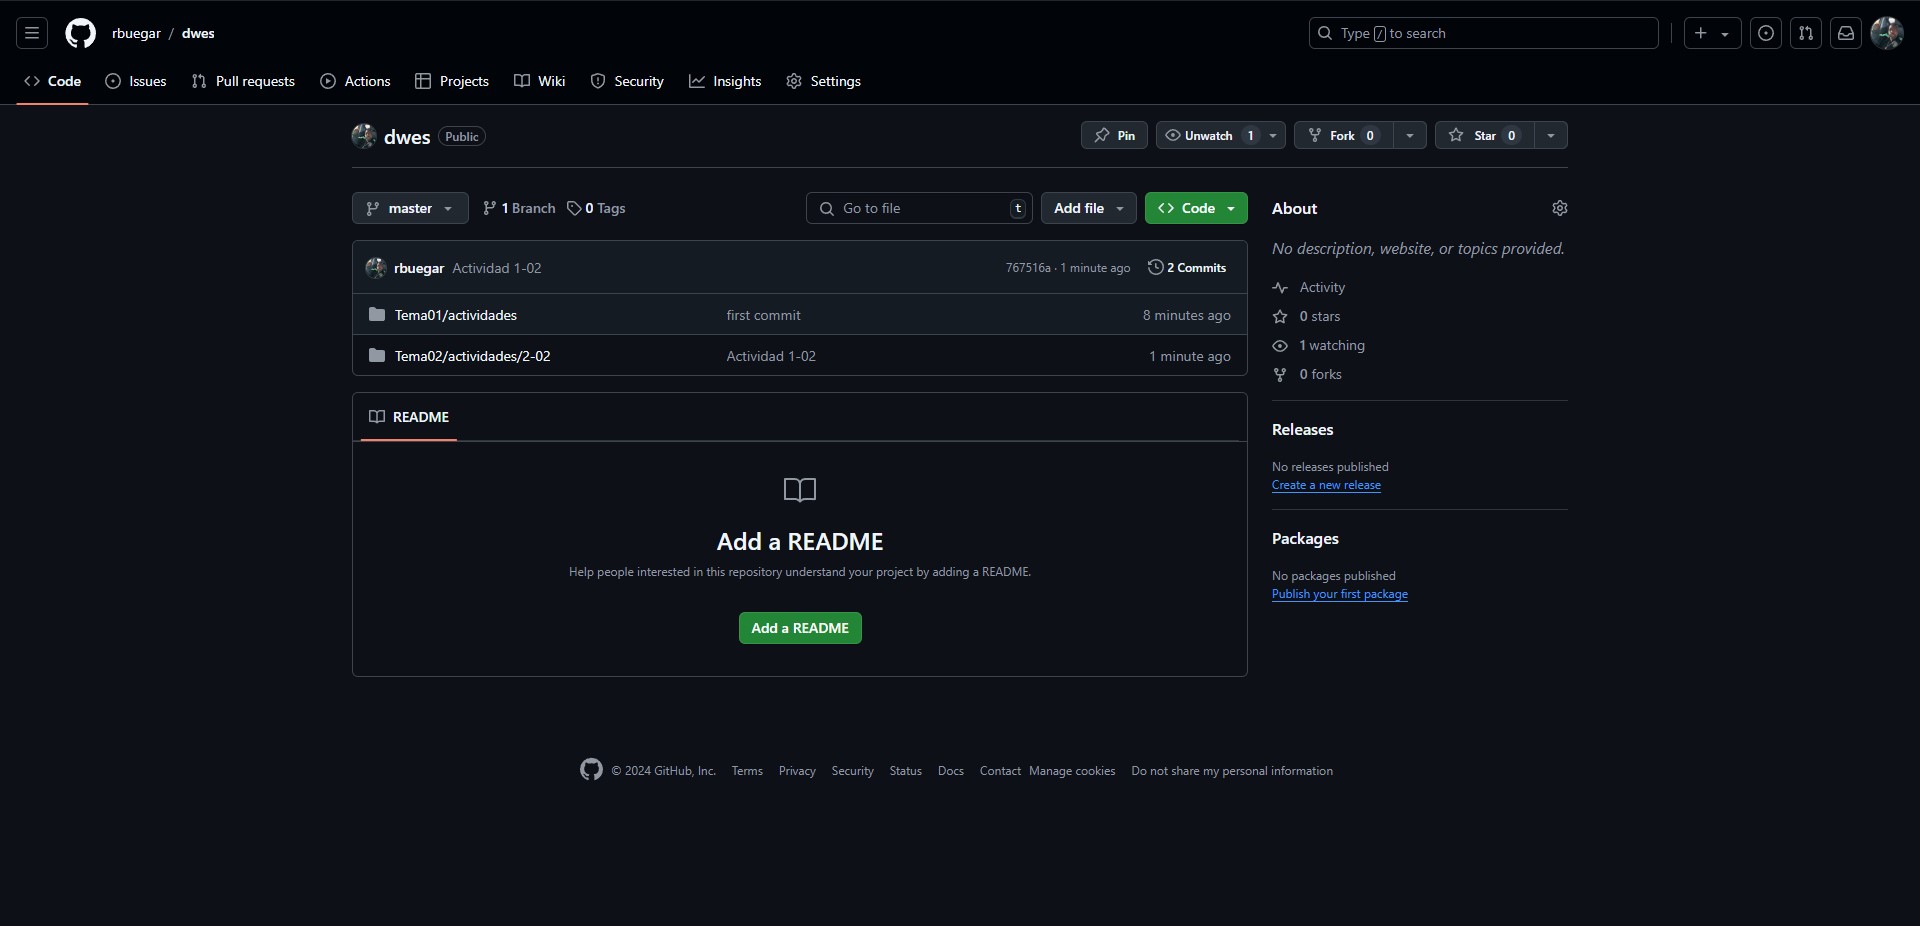 rbuegar / dwes
Type / to search
Code Issues Pull requests Actions Projects Wiki Security Insights Settings
dwes Public
Pin Unwatch 1 Fork 0 Star 0
master 1 Branch 0 Tags Go to file t Add file Code
rbuegar Actividad 1-02 767516a · 1 minute ago 2 Commits
Tema01/actividades first commit 8 minutes ago
Tema02/actividades/2-02 Actividad 1-02 1 minute ago
README
Add a README
Help people interested in this repository understand your project by adding a README.
Add a README
About
No description, website, or topics provided.
Activity
0 stars
1 watching
0 forks
Releases
No releases published
Create a new release
Packages
No packages published
Publish your first package
© 2024 GitHub, Inc. Terms Privacy Security Status Docs Contact Manage cookies Do not share my personal information